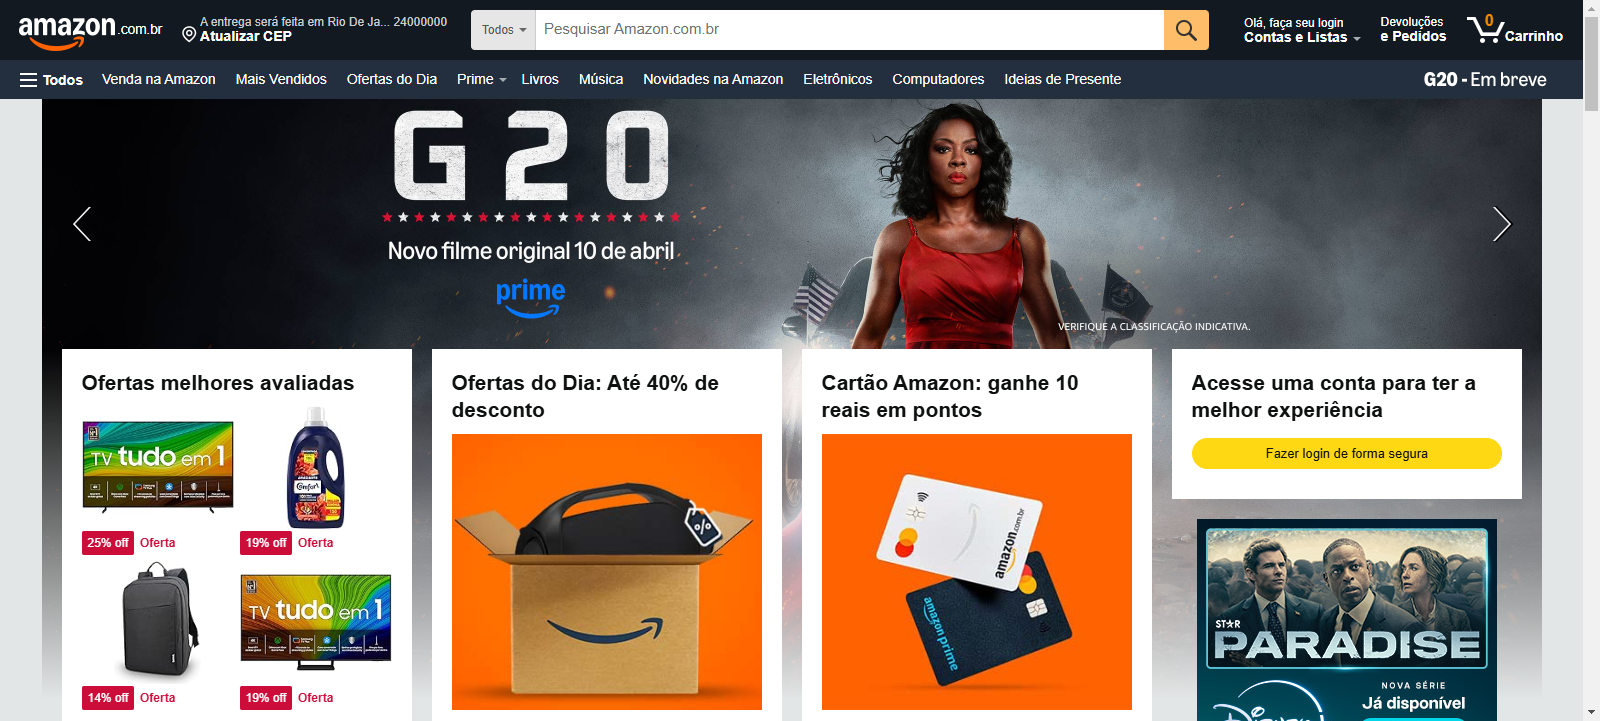 amazon.com.br
A entrega será feita em Rio De Ja... 24000000
Atualizar CEP
Todos
Pesquisar Amazon.com.br
Olá, faça seu login
Contas e Listas
Devoluções
e Pedidos
0
Carrinho
Todos
Venda na Amazon
Mais Vendidos
Ofertas do Dia
Prime
Livros
Música
Novidades na Amazon
Eletrônicos
Computadores
Ideias de Presente
G20 - Em breve
G20
Novo filme original 10 de abril
prime
VERIFIQUE A CLASSIFICAÇÃO INDICATIVA.
Ofertas melhores avaliadas
TV tudo em 1
Comfort
25% off Oferta
19% off Oferta
TV tudo em 1
14% off Oferta
19% off Oferta
Ofertas do Dia: Até 40% de
desconto
%
Cartão Amazon: ganhe 10
reais em pontos
amazon.com.br
amazon prime
Acesse uma conta para ter a
melhor experiência
Fazer login de forma segura
STAR
PARADISE
NOVA SÉRIE
Já disponível
Disney